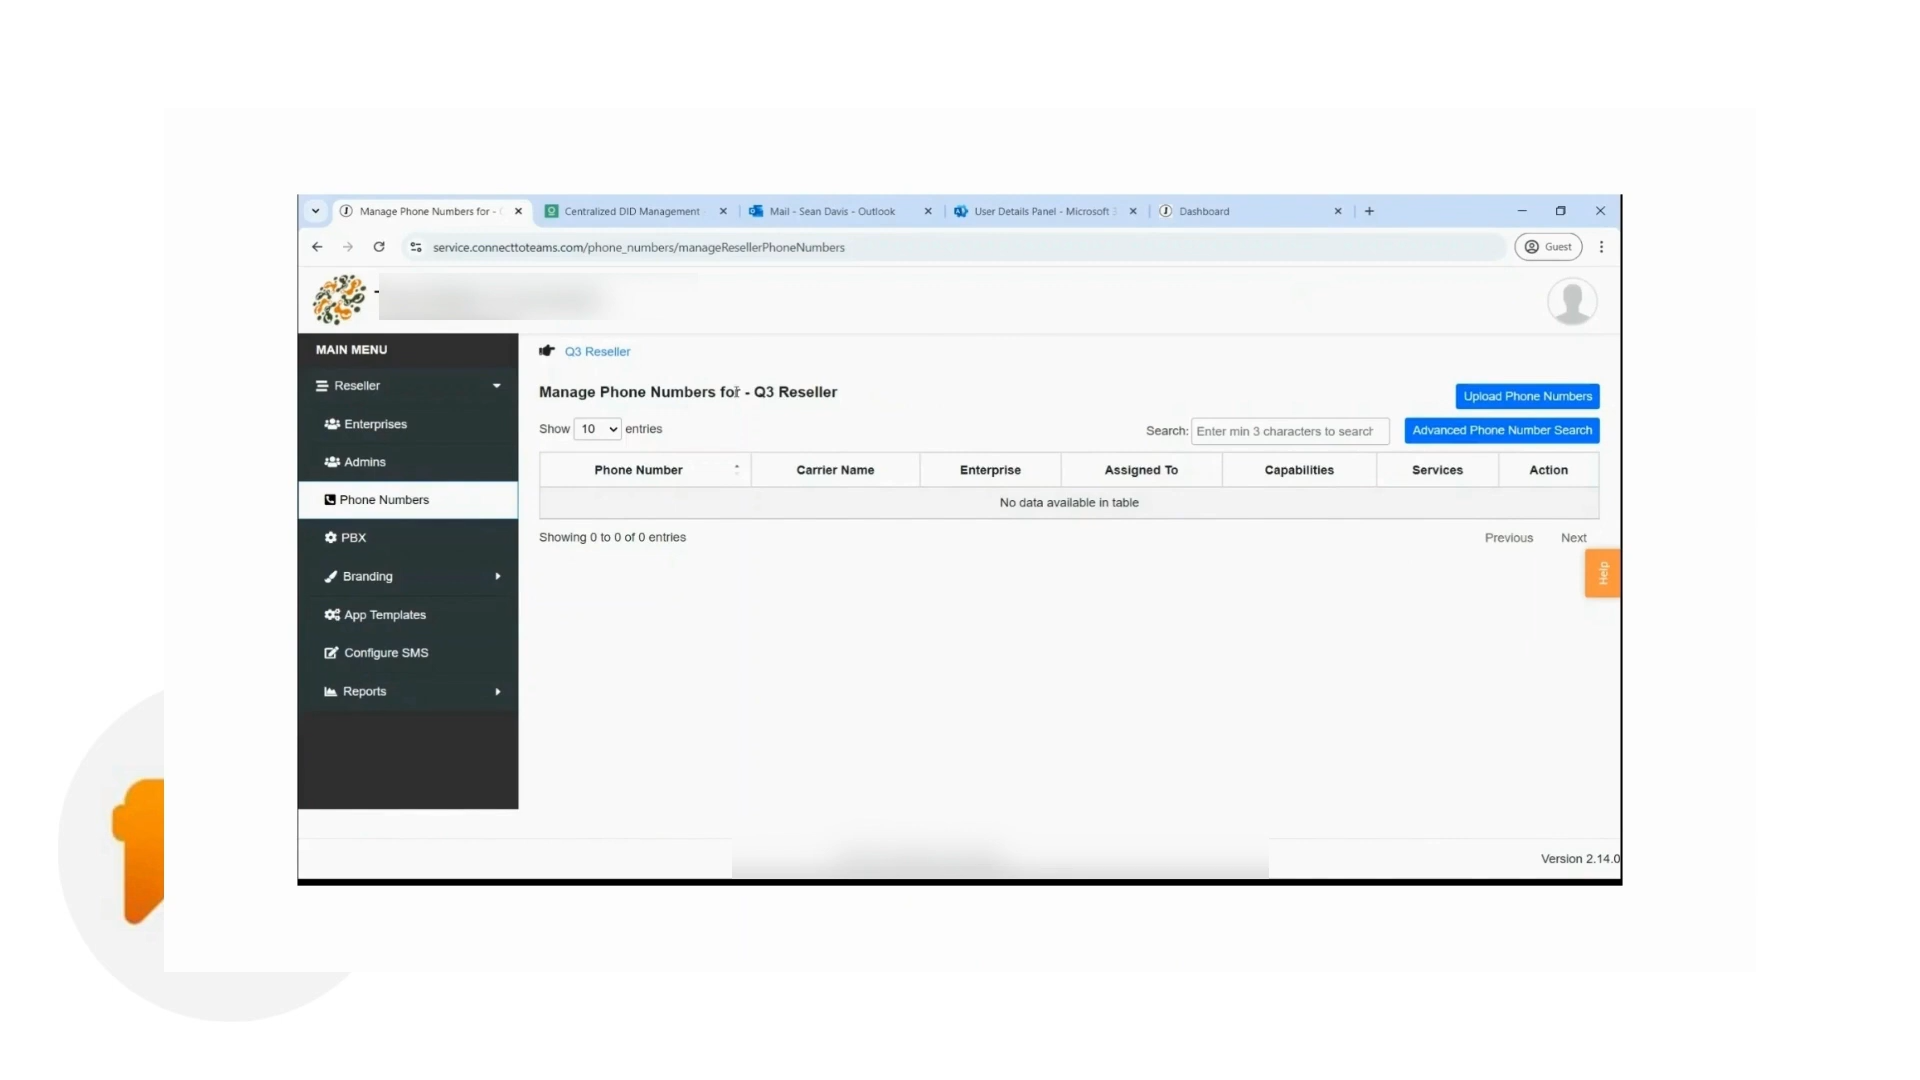 Manage Phone Numbers for -
Centralized DID Management
Mail - Sean Davis - Outlook
User Details Panel - Microsoft
Dashboard
service.connecttoteams.com/phone_numbers/manageResellerPhoneNumbers
Guest
MAIN MENU
Reseller
Enterprises
Admins
Phone Numbers
PBX
Branding
App Templates
Configure SMS
Reports
Q3 Reseller
Manage Phone Numbers for - Q3 Reseller
Upload Phone Numbers
Show 10 entries
Search: Enter min 3 characters to search
Advanced Phone Number Search
Phone Number Carrier Name Enterprise Assigned To Capabilities Services Action
No data available in table
Showing 0 to 0 of 0 entries
Previous Next
Help
Version 2.14.0